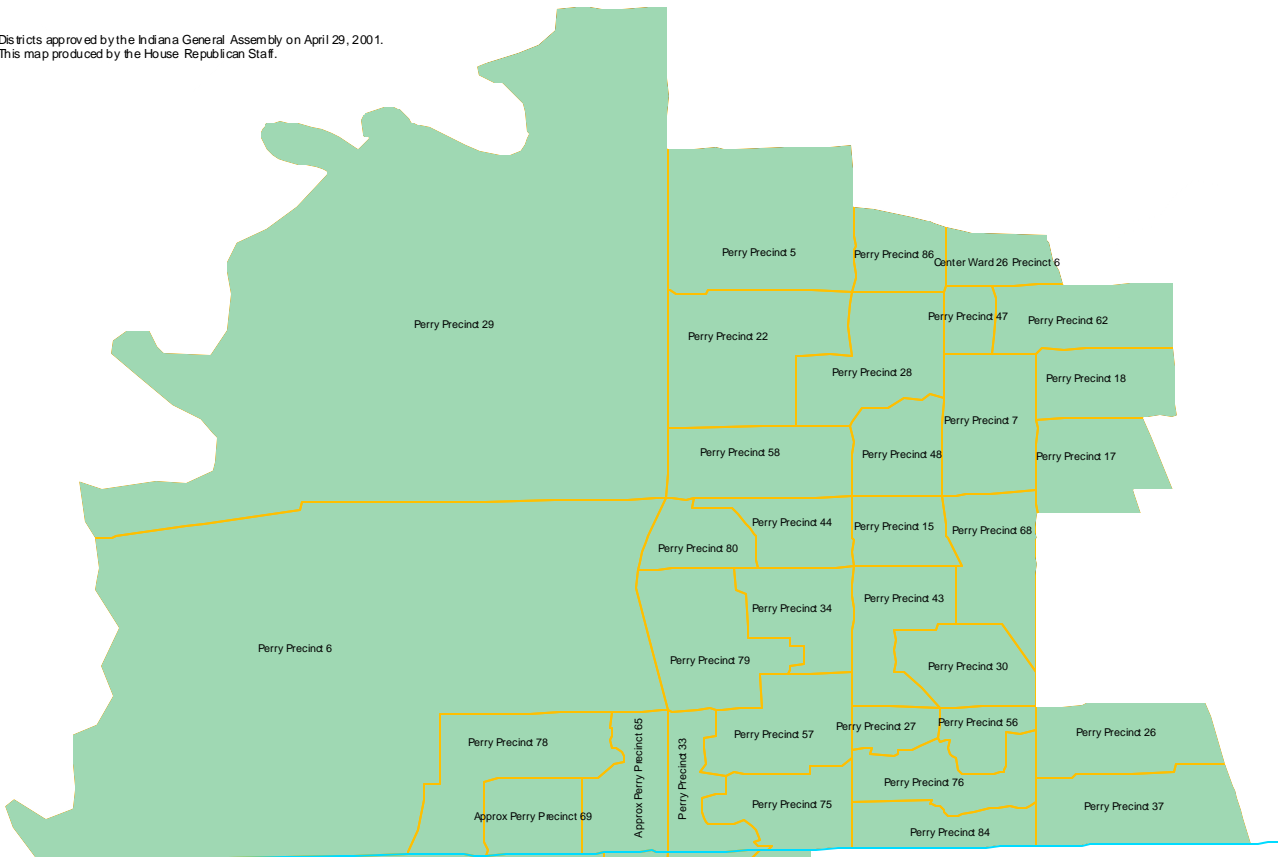 Districts approved by the Indiana General Assembly on April 29, 2001.
This map produced by the House Republican Staff.
Perry Precinct 5
Perry Precinct 86
Center Ward 26 Precinct 6
Perry Precinct 29
Perry Precinct 22
Perry Precinct 47
Perry Precinct 62
Perry Precinct 28
Perry Precinct 18
Perry Precinct 7
Perry Precinct 58
Perry Precinct 48
Perry Precinct 17
Perry Precinct 44
Perry Precinct 15
Perry Precinct 68
Perry Precinct 80
Perry Precinct 34
Perry Precinct 43
Perry Precinct 6
Perry Precinct 79
Perry Precinct 30
Perry Precinct 78
Approx Perry Precinct 65
Perry Precinct 33
Perry Precinct 57
Perry Precinct 27
Perry Precinct 56
Perry Precinct 26
Perry Precinct 76
Approx Perry Precinct 69
Perry Precinct 75
Perry Precinct 84
Perry Precinct 37